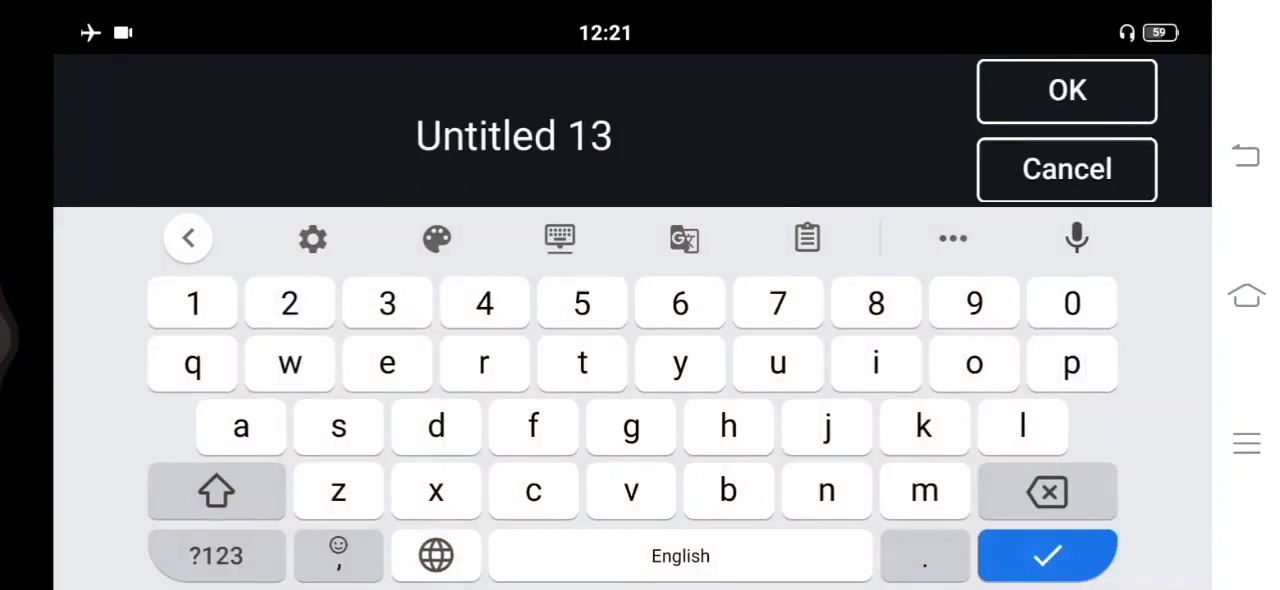 12:21
59
OK
Untitled 13
Cancel
G
1 2 3 4 5 6 7 8 9 0
q w e r t y u i o p
a s d f g h j k l
z x c v b n m
?123 , English .